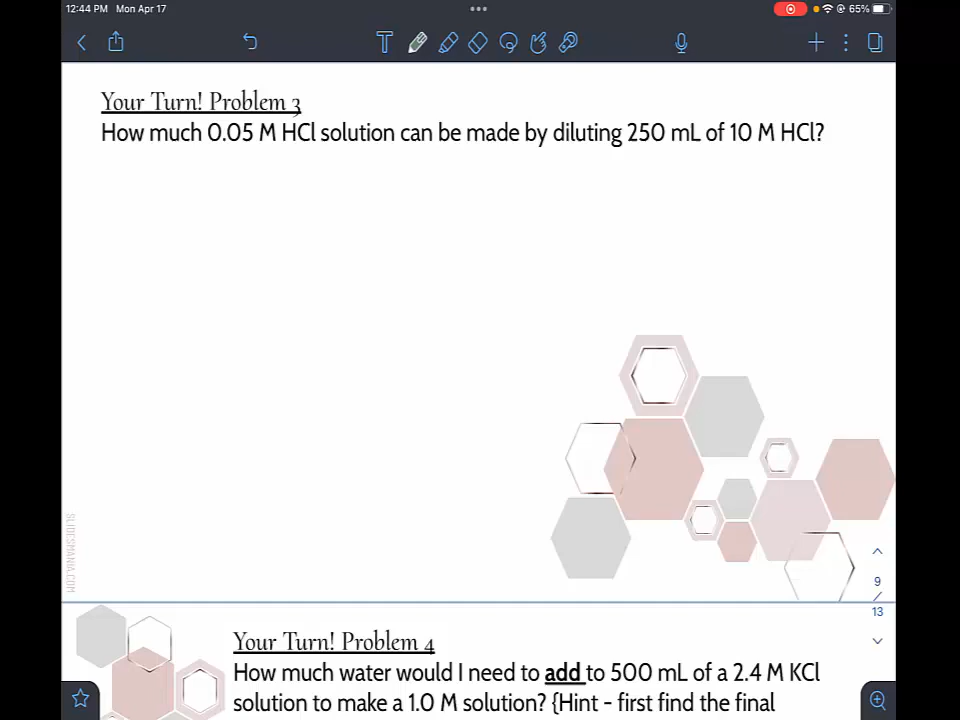 12:44 PM Mon Apr 17
65%
Your Turn! Problem 3
How much 0.05 M HCl solution can be made by diluting 250 mL of 10 M HCl?
SLIDESMANIA.COM
9
/
13
Your Turn! Problem 4
How much water would I need to add to 500 mL of a 2.4 M KCl
solution to make a 1.0 M solution? {Hint - first find the final